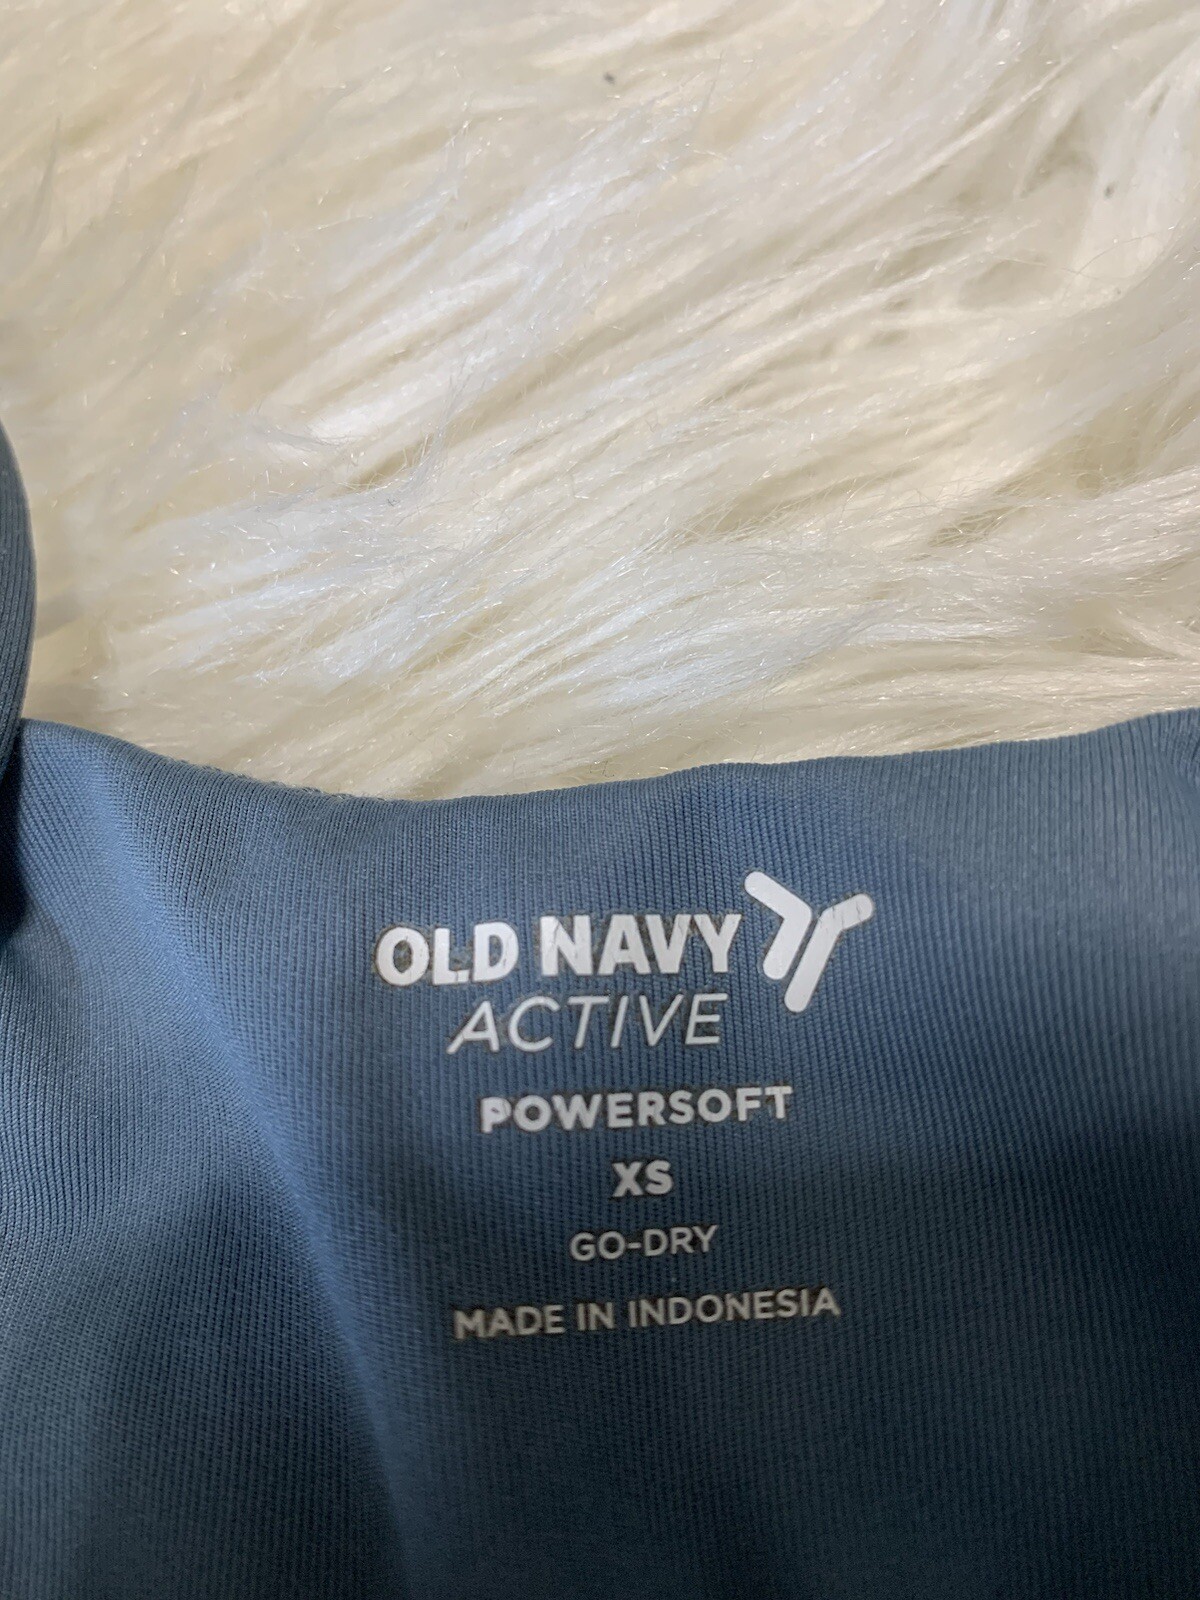 OLD NAVY
ACTIVE
POWERSOFT
XS
GO-DRY
MADE IN INDONESIA